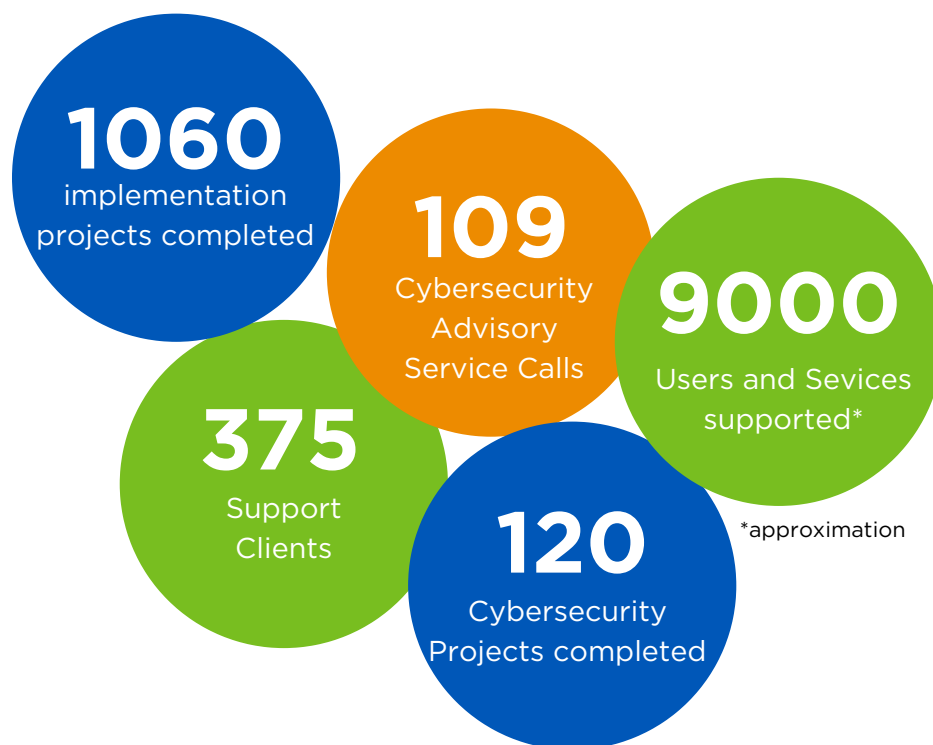 1060
implementation
projects completed
109
Cybersecurity
Advisory
Service Calls
9000
Users and Sevices
supported*
375
Support
Clients
120
Cybersecurity
Projects completed
*approximation